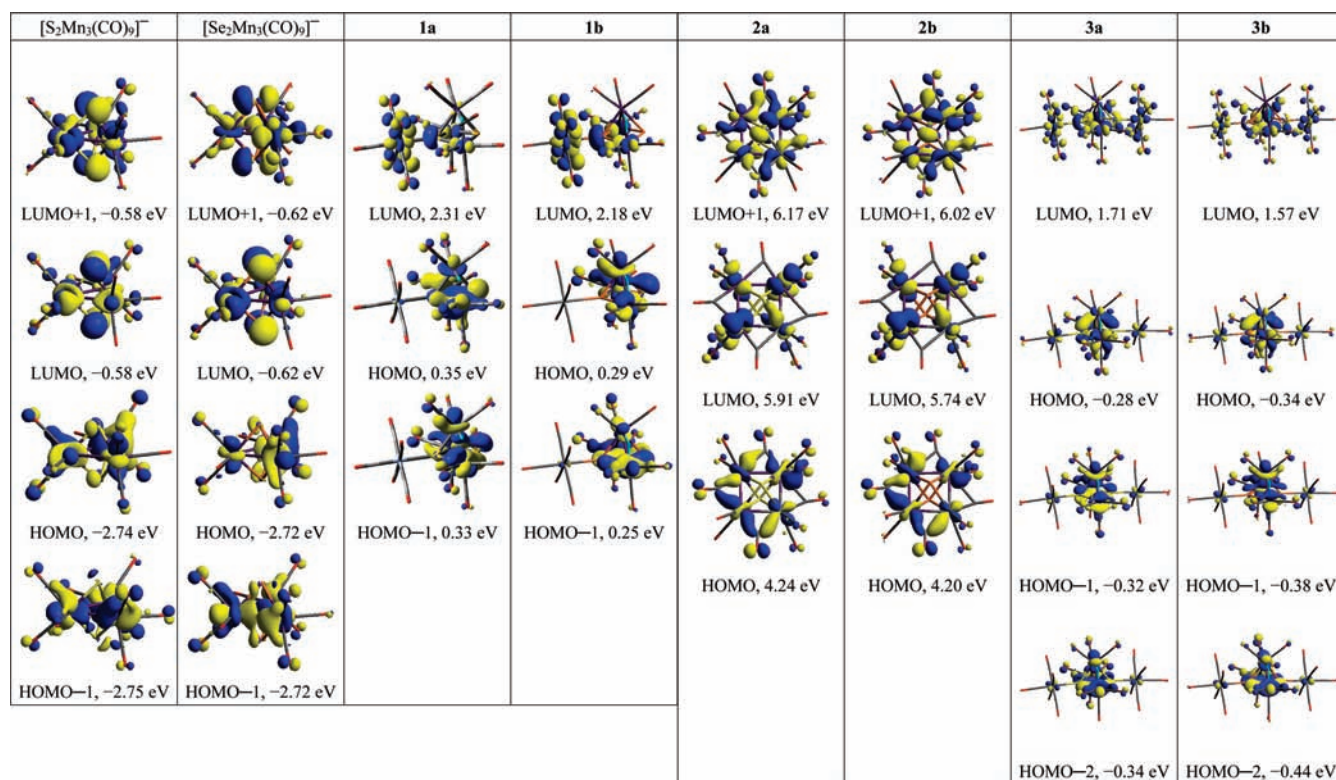 [S₂Mn₃(CO)₉]⁻ [Se₂Mn₃(CO)₉]⁻ 1a 1b 2a 2b 3a 3b
LUMO+1, −0.58 eV LUMO+1, −0.62 eV LUMO, 2.31 eV LUMO, 2.18 eV LUMO+1, 6.17 eV LUMO+1, 6.02 eV LUMO, 1.71 eV LUMO, 1.57 eV
LUMO, −0.58 eV LUMO, −0.62 eV HOMO, 0.35 eV HOMO, 0.29 eV LUMO, 5.91 eV LUMO, 5.74 eV HOMO, −0.28 eV HOMO, −0.34 eV
HOMO, −2.74 eV HOMO, −2.72 eV HOMO−1, 0.33 eV HOMO−1, 0.25 eV HOMO, 4.24 eV HOMO, 4.20 eV HOMO−1, −0.32 eV HOMO−1, −0.38 eV
HOMO−1, −2.75 eV HOMO−1, −2.72 eV HOMO−2, −0.34 eV HOMO−2, −0.44 eV